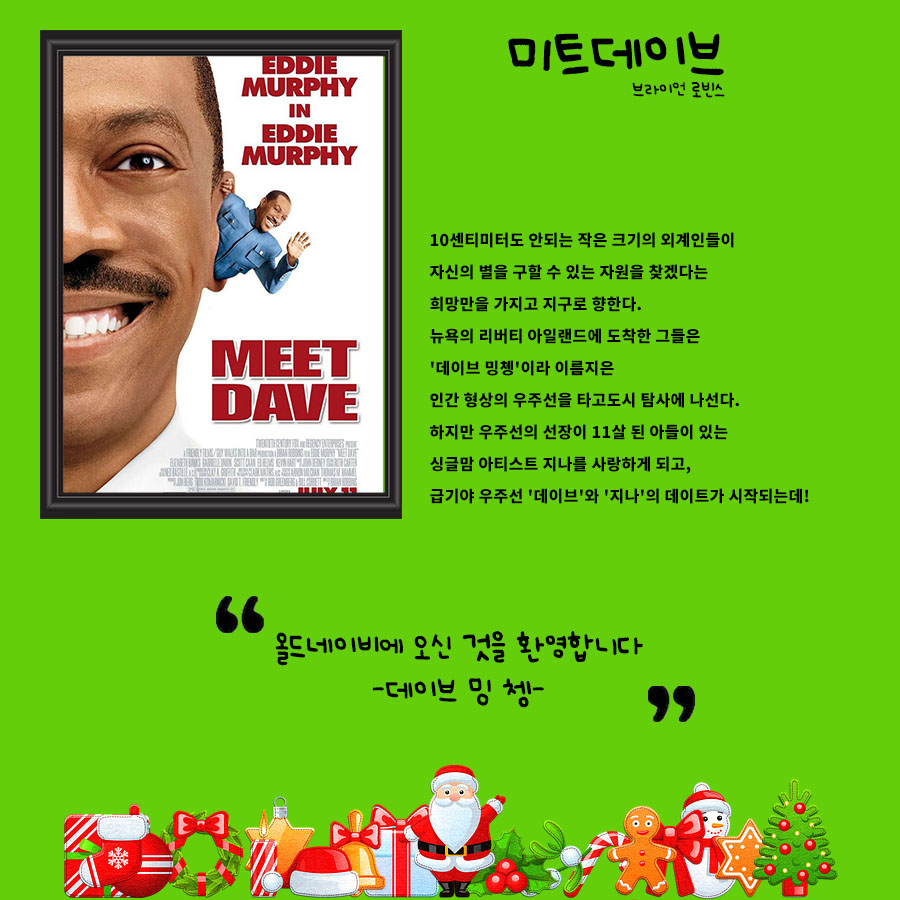 미트데이브
브라이언 로빈스
EDDIE
MURPHY
IN
EDDIE
MURPHY
MEET
DAVE
JULY 11
10센티미터도 안되는 작은 크기의 외계인들이
자신의 별을 구할 수 있는 자원을 찾겠다는
희망만을 가지고 지구로 향한다.
뉴욕의 리버티 아일랜드에 도착한 그들은
'데이브 밍쳉'이라 이름지은
인간 형상의 우주선을 타고도시 탐사에 나선다.
하지만 우주선의 선장이 11살 된 아들이 있는
싱글맘 아티스트 지나를 사랑하게 되고,
급기야 우주선 '데이브'와 '지나'의 데이트가 시작되는데!
“
올드네이비에 오신 것을 환영합니다
-데이브 밍 쳉-
”